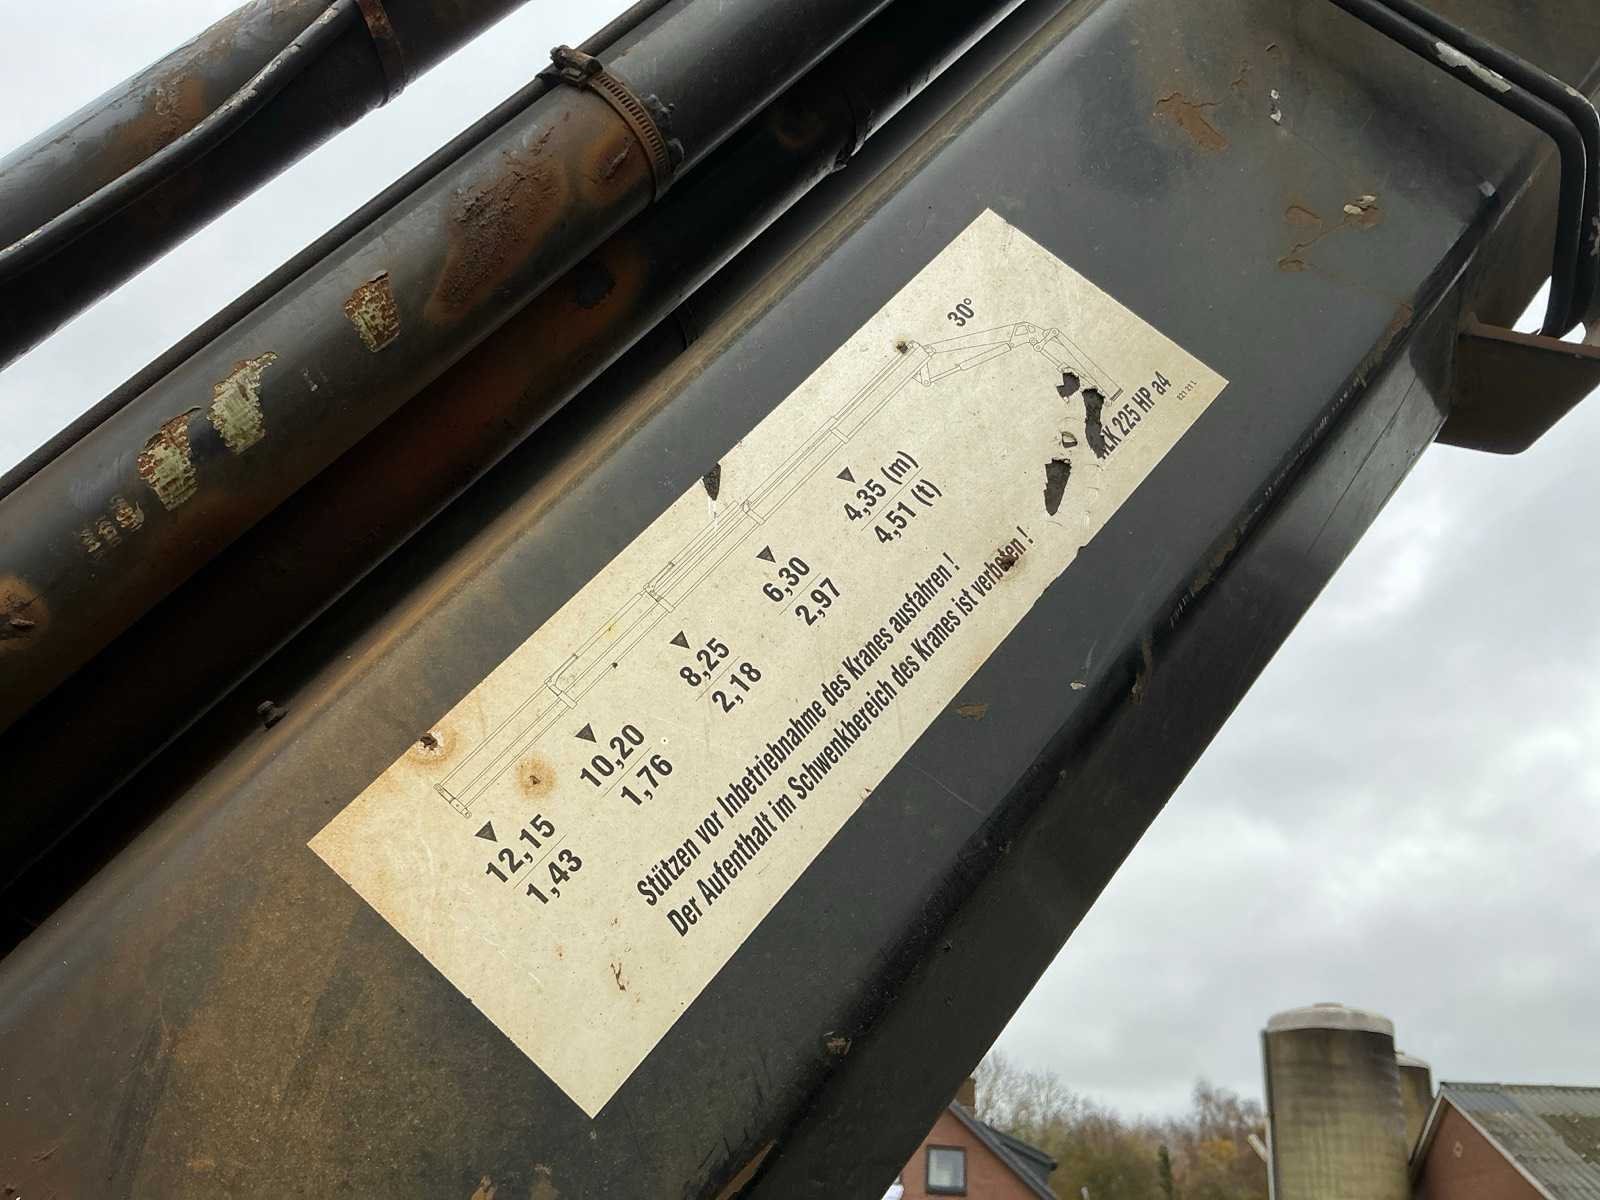 30°
4,35 (m)
4,51 (t)
6,30
2,97
8,25
2,18
10,20
1,76
12,15
1,43
225 HP a4
Stützen vor Inbetriebnahme des Kranes ausfahren !
Der Aufenthalt im Schwenkbereich des Kranes ist verboten !